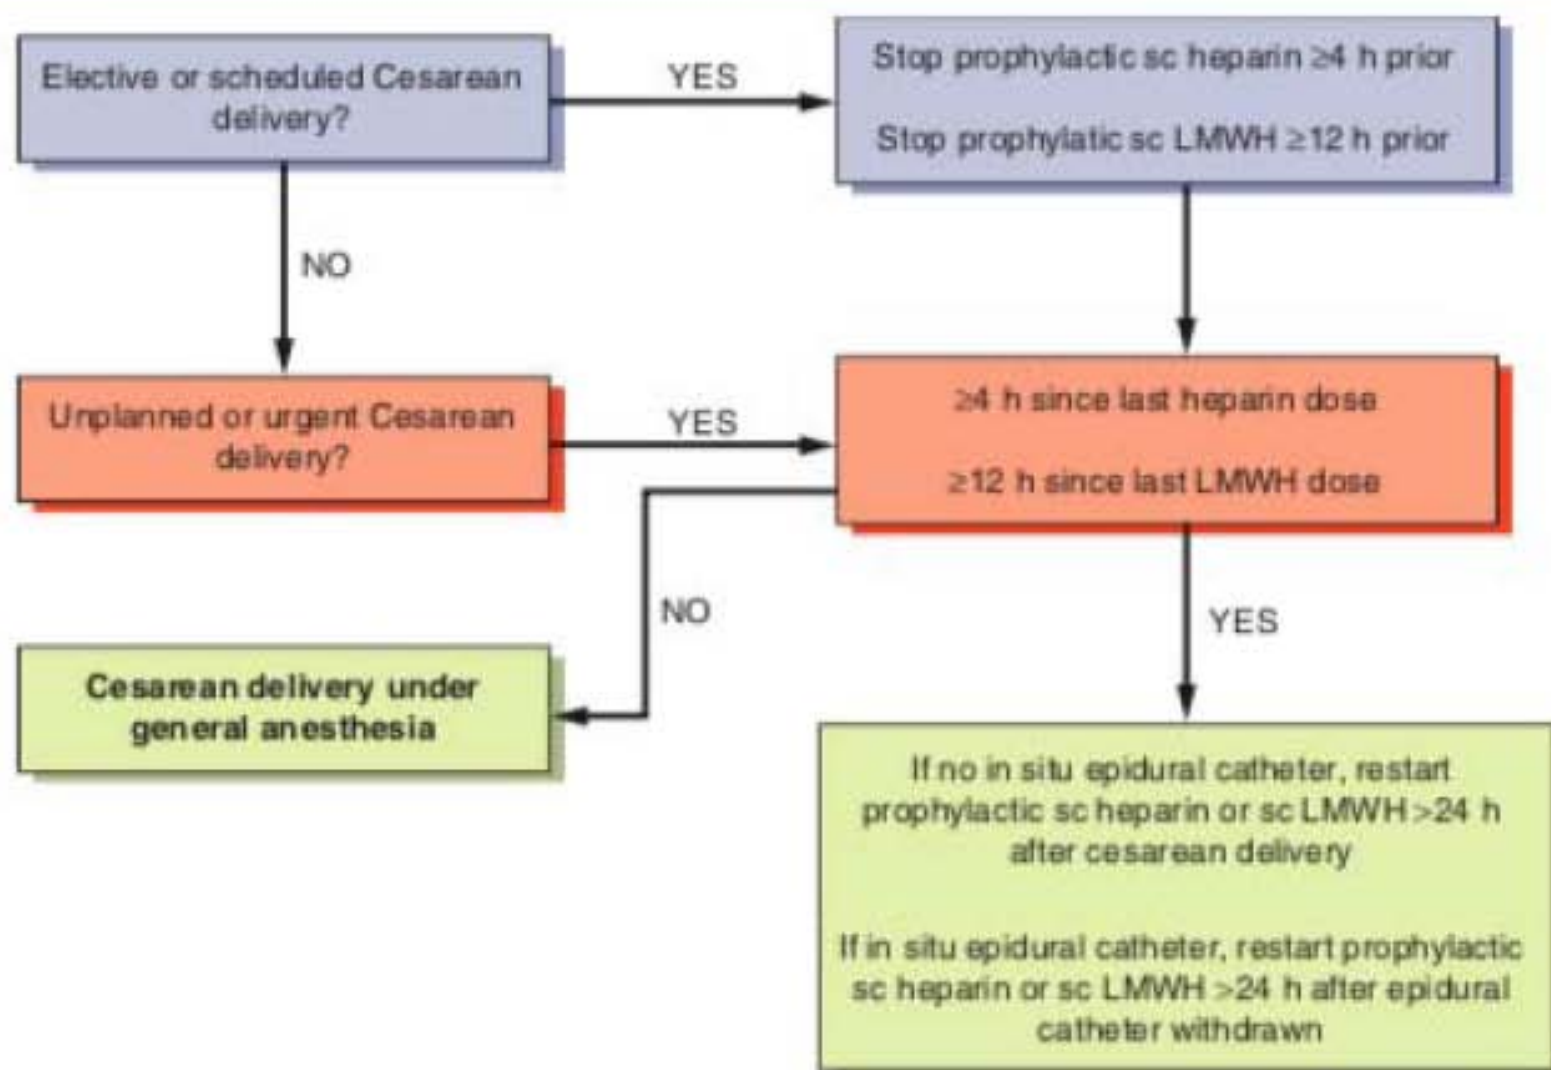 Elective or scheduled Cesarean
delivery?
YES
Stop prophylactic sc heparin ≥4 h prior
Stop prophylatic sc LMWH ≥12 h prior
NO
Unplanned or urgent Cesarean
delivery?
YES
≥4 h since last heparin dose
≥12 h since last LMWH dose
NO
YES
Cesarean delivery under
general anesthesia
If no in situ epidural catheter, restart
prophylactic sc heparin or sc LMWH >24 h
after cesarean delivery
If in situ epidural catheter, restart prophylactic
sc heparin or sc LMWH >24 h after epidural
catheter withdrawn